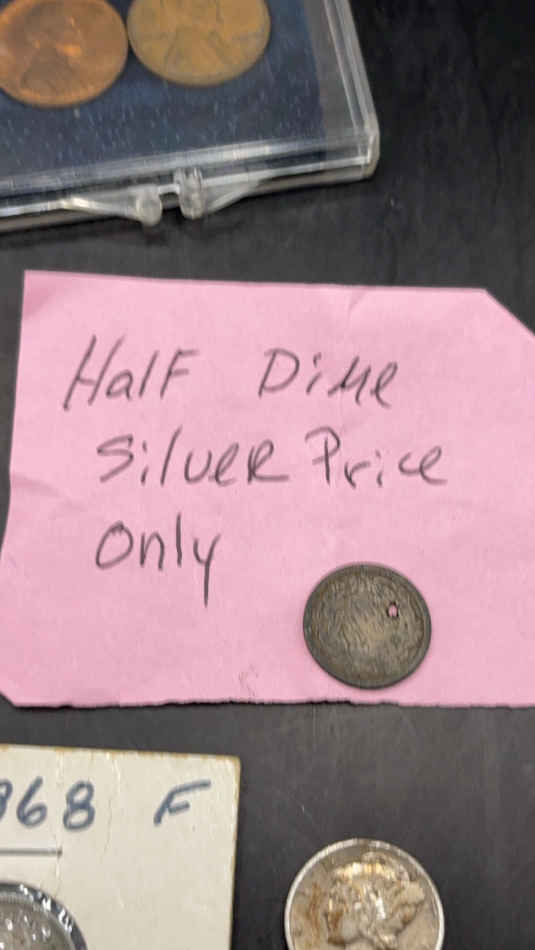 Half Dime
Silver Price
Only
868 F